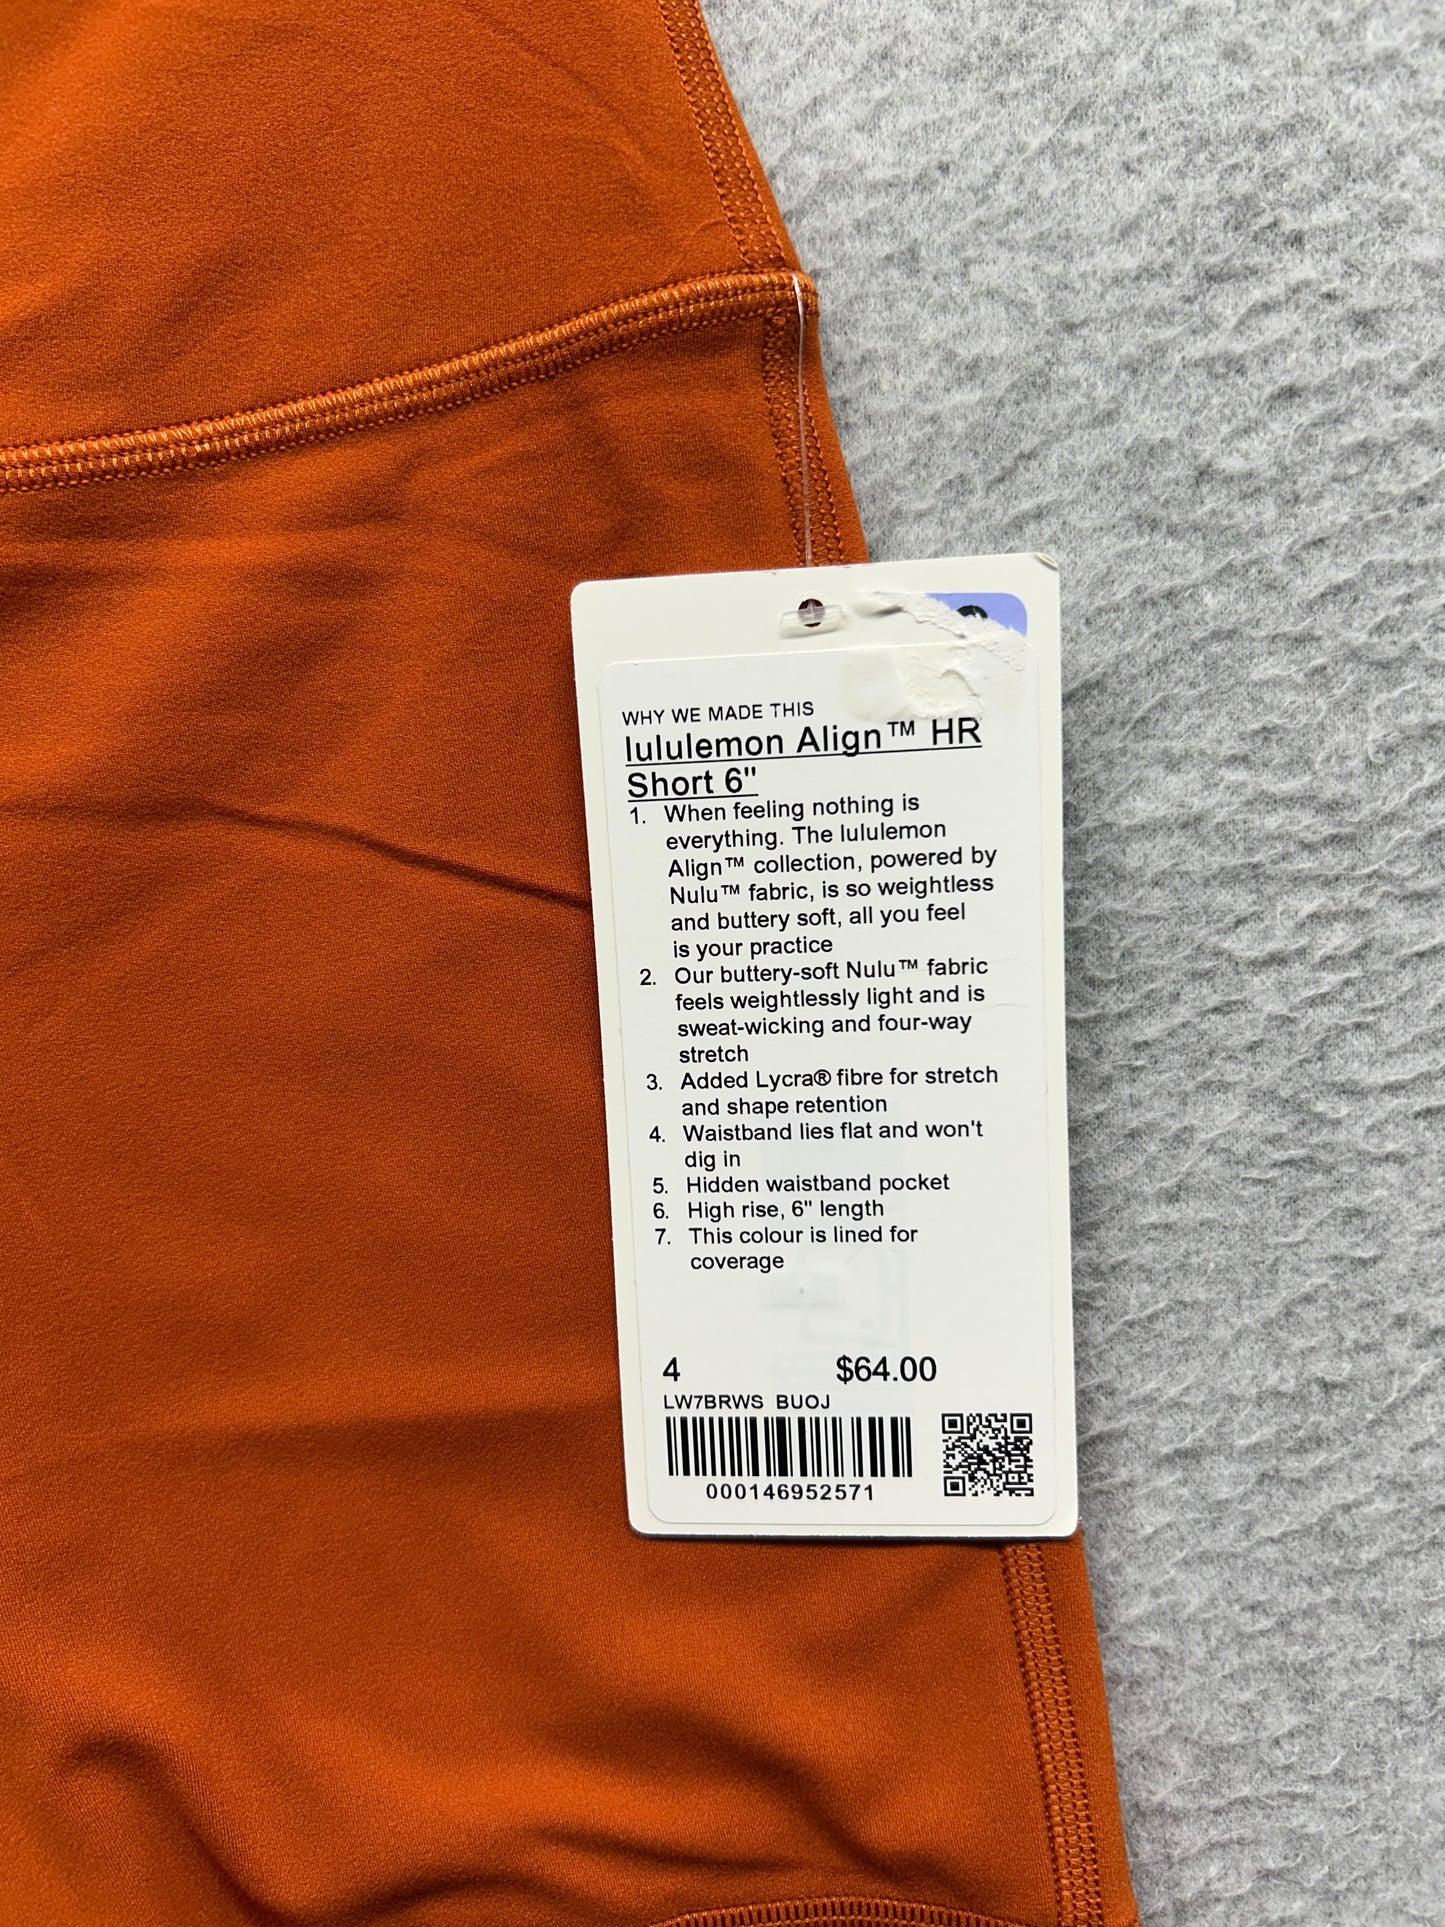 WHY WE MADE THIS
lululemon Align™ HR
Short 6"
1. When feeling nothing is
everything. The lululemon
Align™ collection, powered by
Nulu™ fabric, is so weightless
and buttery soft, all you feel
is your practice
2. Our buttery-soft Nulu™ fabric
feels weightlessly light and is
sweat-wicking and four-way
stretch
3. Added Lycra® fibre for stretch
and shape retention
4. Waistband lies flat and won't
dig in
5. Hidden waistband pocket
6. High rise, 6" length
7. This colour is lined for
coverage
4 $64.00
LW7BRWS BUOJ
000146952571